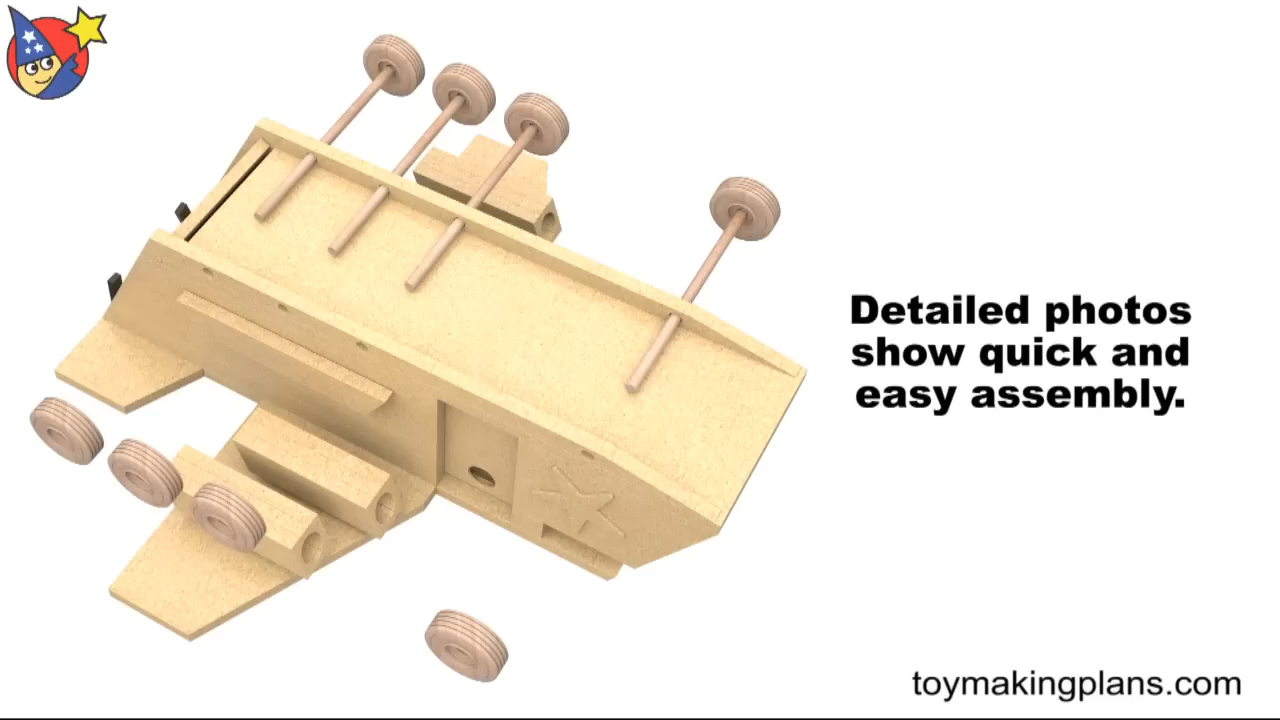 Detailed photos
show quick and
easy assembly.
toymakingplans.com